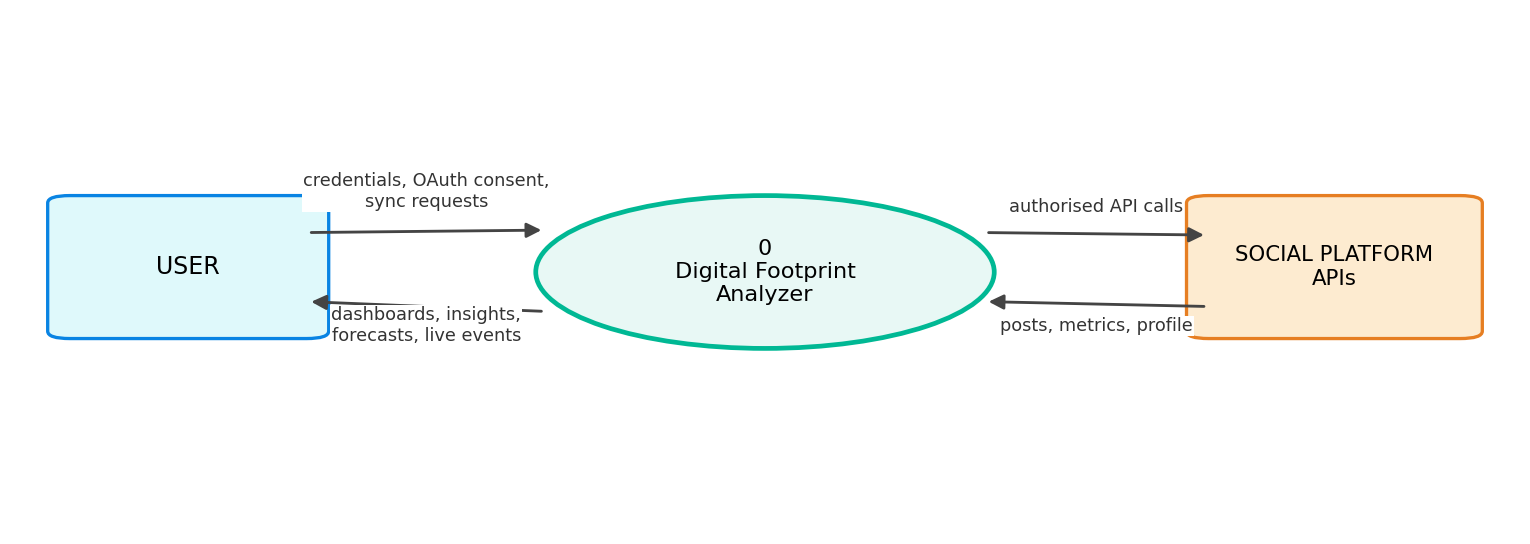 credentials, OAuth consent,
sync requests
USER
dashboards, insights,
forecasts, live events
0
Digital Footprint
Analyzer
authorised API calls
posts, metrics, profile
SOCIAL PLATFORM
APIs